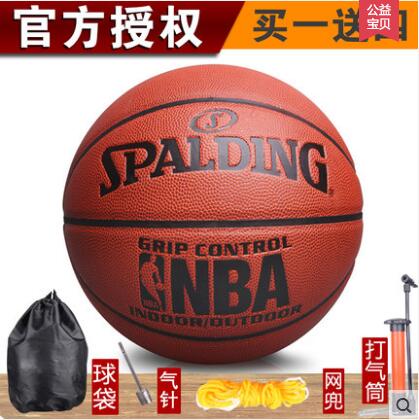 官方授权
买一送四
公益
宝贝
SPALDING
GRIP CONTROL
NBA
INDOOR/OUTDOOR
球袋
气针
网兜
打气筒